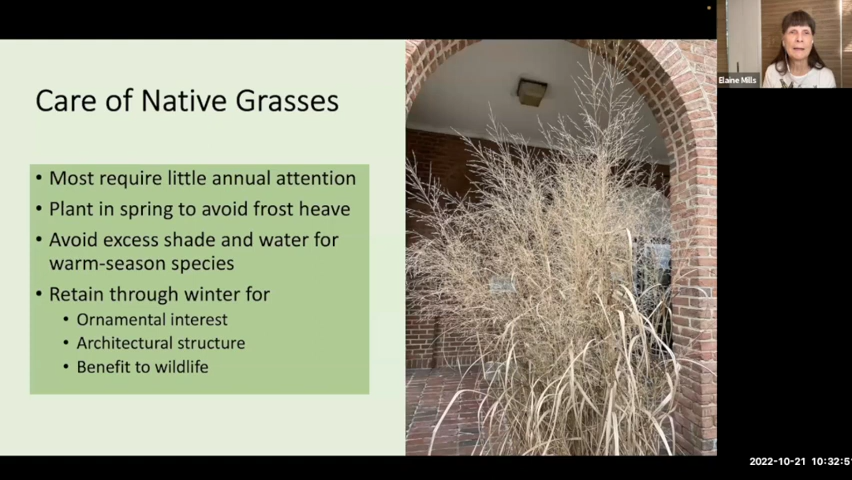 Care of Native Grasses
• Most require little annual attention
• Plant in spring to avoid frost heave
• Avoid excess shade and water for
warm-season species
• Retain through winter for
• Ornamental interest
• Architectural structure
• Benefit to wildlife
Elaine Mills
2022-10-21 10:32:51